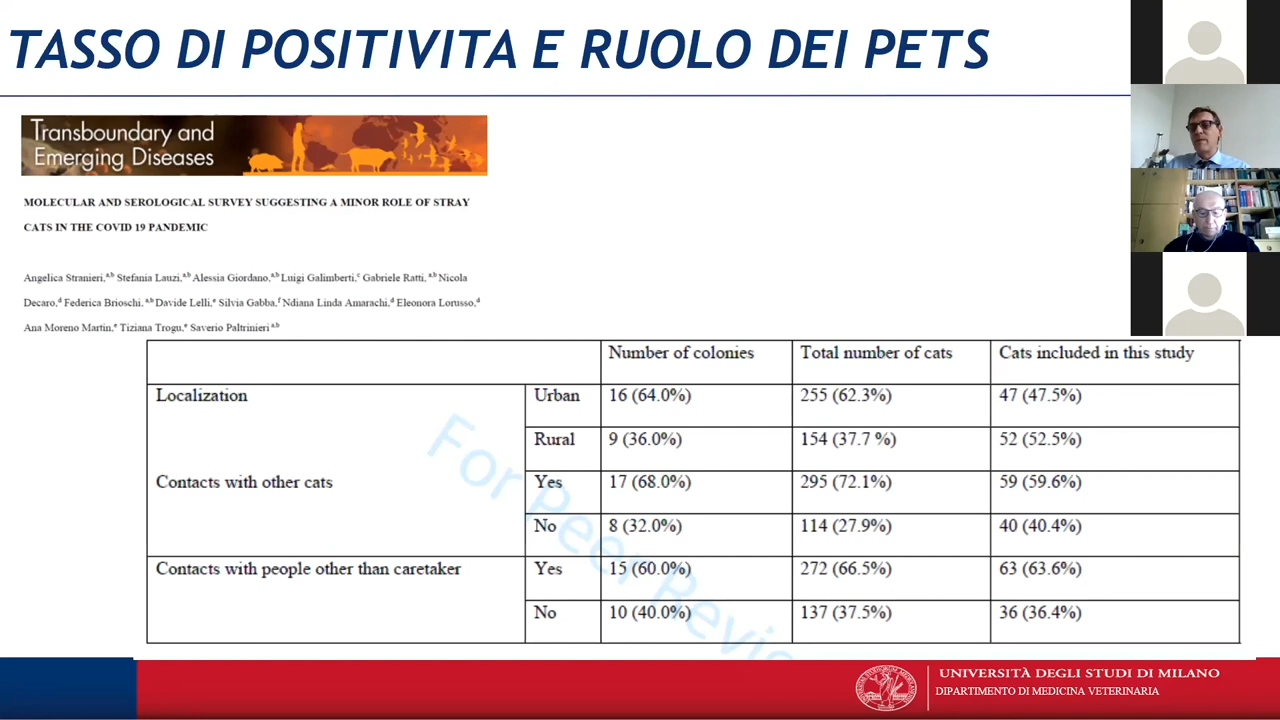 TASSO DI POSITIVITA E RUOLO DEI PETS
Transboundary and
Emerging Diseases
MOLECULAR AND SEROLOGICAL SURVEY SUGGESTING A MINOR ROLE OF STRAY
CATS IN THE COVID 19 PANDEMIC
Angelica Stranieri,a,b Stefania Lauzi,a,b Alessia Giordano,a,b Luigi Galimberti,c Gabriele Ratti, a,b Nicola
Decaro,d Federica Brioschi, a,b Davide Lelli,e Silvia Gabba,f Ndiana Linda Amarachi,d Eleonora Lorusso,d
Ana Moreno Martin,e Tiziana Trogu,e Saverio Paltrinieri a,b
Number of colonies Total number of cats Cats included in this study
Localization Urban 16 (64.0%) 255 (62.3%) 47 (47.5%)
Rural 9 (36.0%) 154 (37.7 %) 52 (52.5%)
Contacts with other cats Yes 17 (68.0%) 295 (72.1%) 59 (59.6%)
No 8 (32.0%) 114 (27.9%) 40 (40.4%)
Contacts with people other than caretaker Yes 15 (60.0%) 272 (66.5%) 63 (63.6%)
No 10 (40.0%) 137 (37.5%) 36 (36.4%)
For Peer Revie
UNIVERSITÀ DEGLI STUDI DI MILANO
DIPARTIMENTO DI MEDICINA VETERINARIA